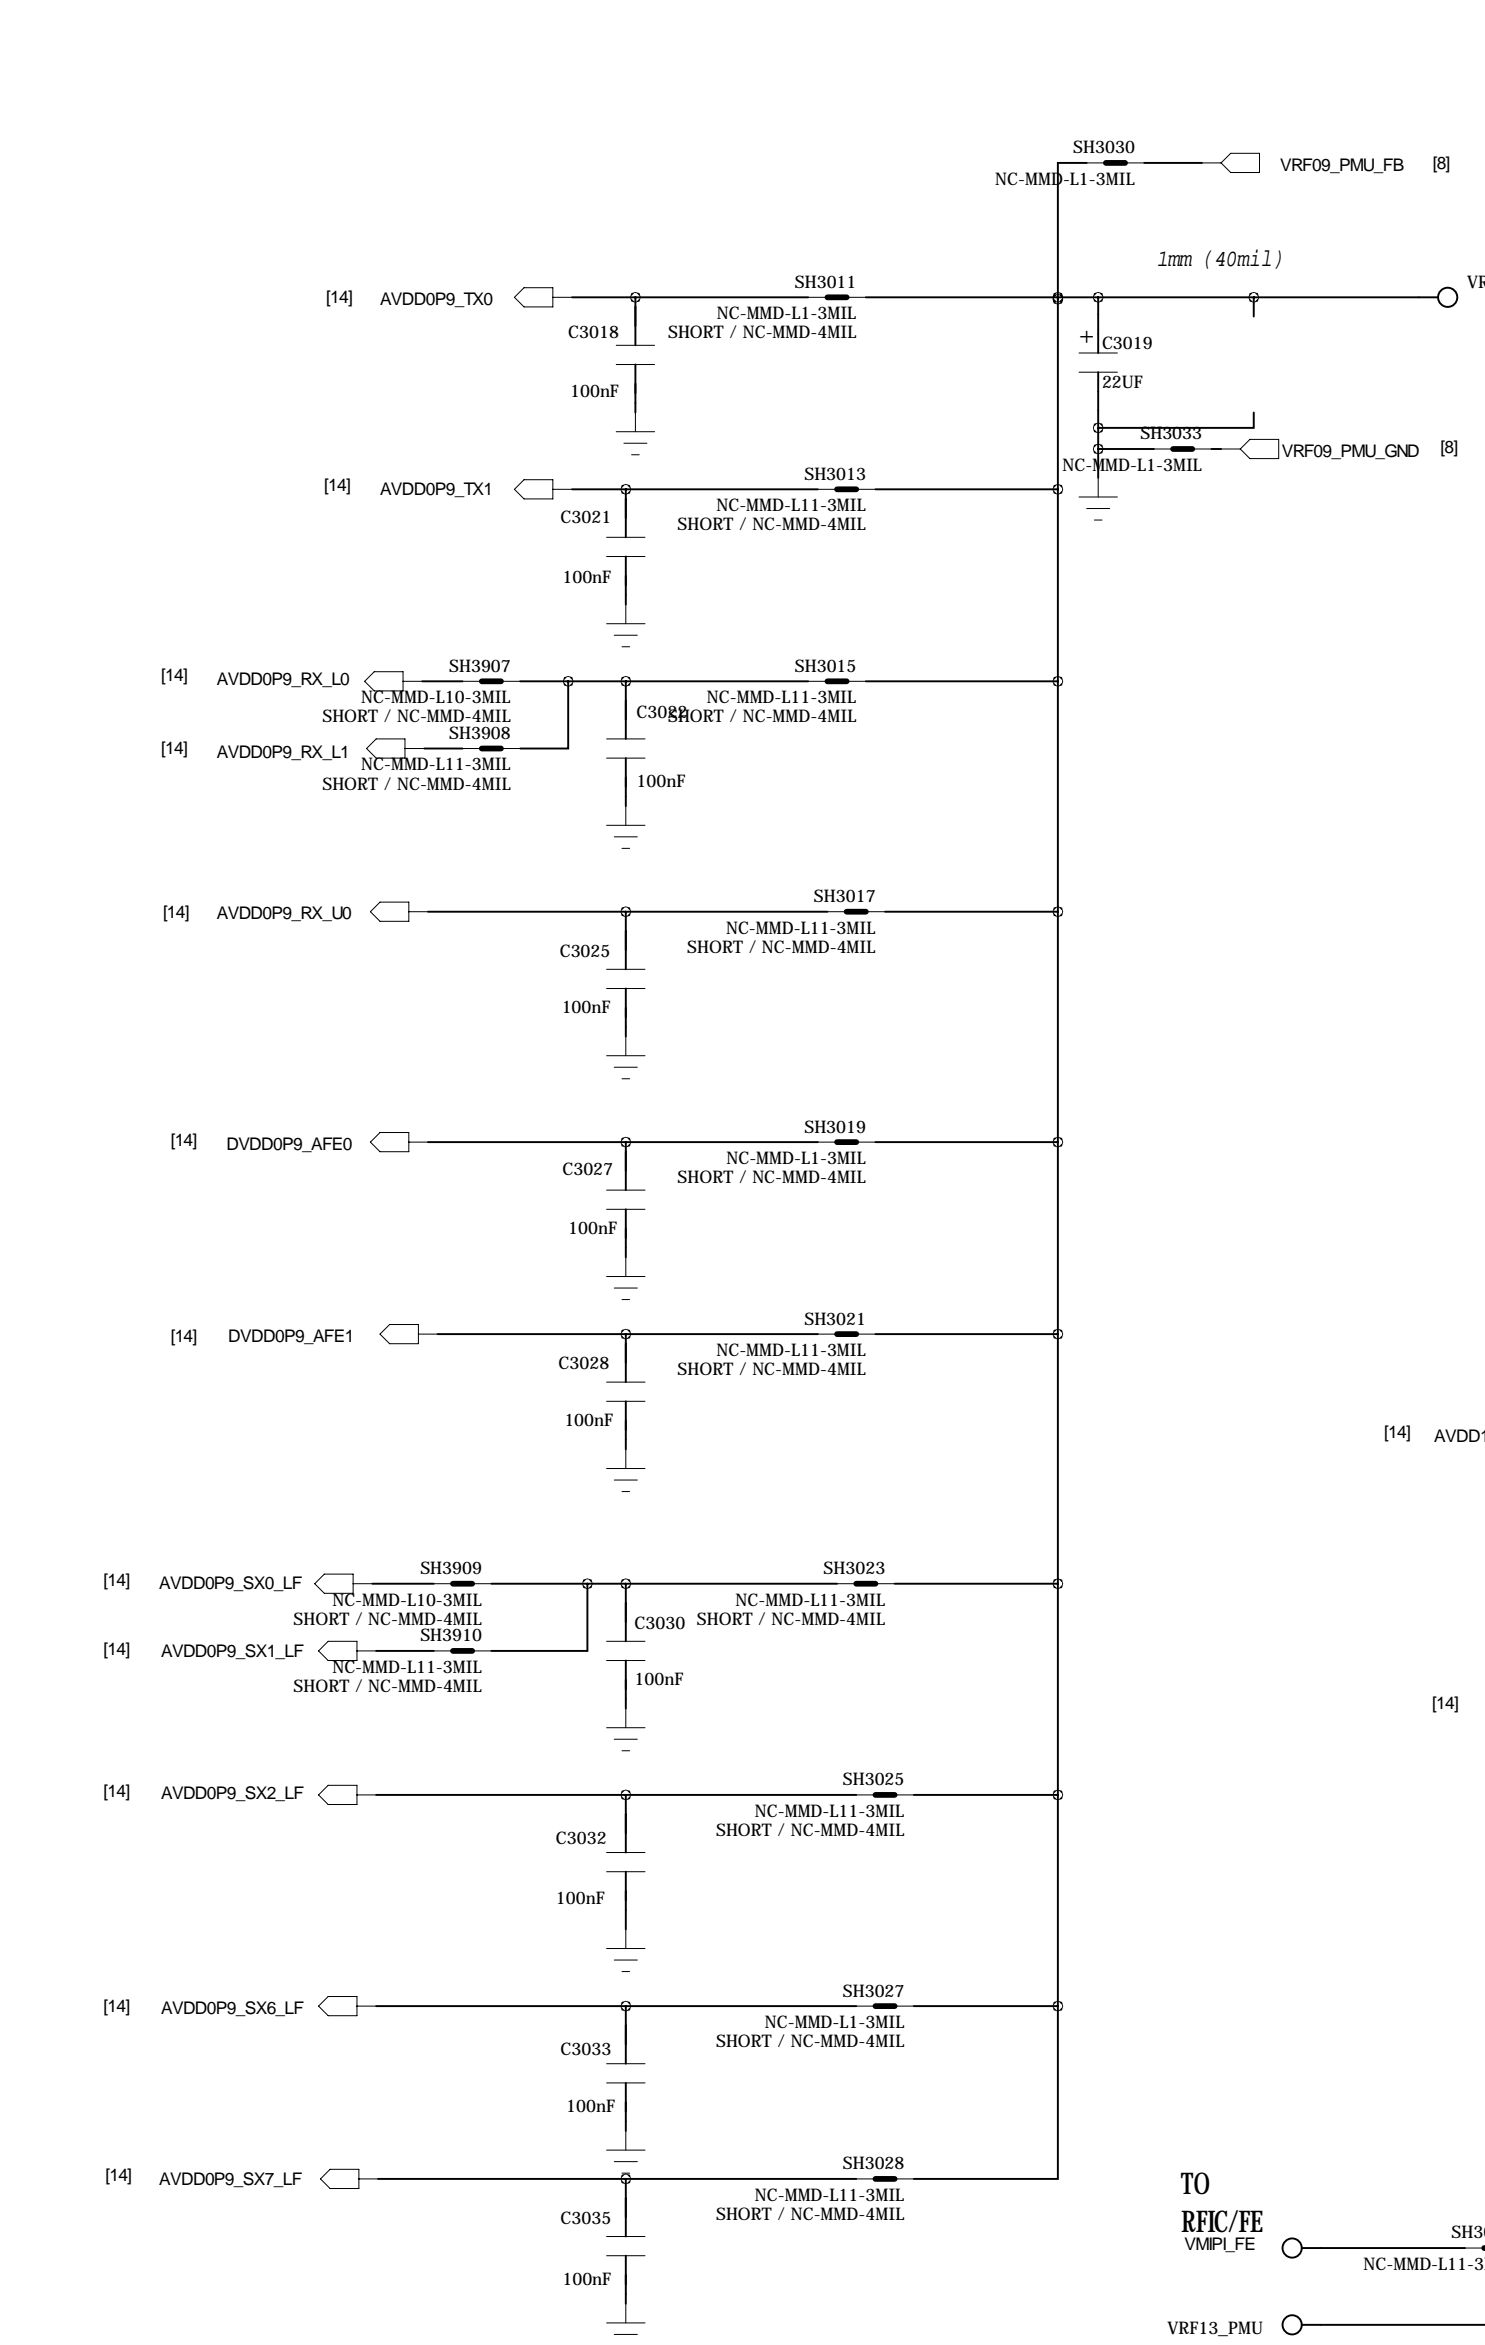 SH3030
NC-MMD-L1-3MIL
VRF09_PMU_FB [8]
1mm (40mil)
[14] AVDD0P9_TX0
SH3011
NC-MMD-L1-3MIL
SHORT / NC-MMD-4MIL
C3018
100nF
+ C3019
22UF
SH3033
NC-MMD-L1-3MIL
VRF09_PMU_GND [8]
[14] AVDD0P9_TX1
SH3013
NC-MMD-L11-3MIL
SHORT / NC-MMD-4MIL
C3021
100nF
[14] AVDD0P9_RX_L0
SH3907
NC-MMD-L10-3MIL
SHORT / NC-MMD-4MIL
SH3015
NC-MMD-L11-3MIL
SHORT / NC-MMD-4MIL
C3022
100nF
[14] AVDD0P9_RX_L1
SH3908
NC-MMD-L11-3MIL
SHORT / NC-MMD-4MIL
[14] AVDD0P9_RX_U0
SH3017
NC-MMD-L11-3MIL
SHORT / NC-MMD-4MIL
C3025
100nF
[14] DVDD0P9_AFE0
SH3019
NC-MMD-L1-3MIL
SHORT / NC-MMD-4MIL
C3027
100nF
[14] DVDD0P9_AFE1
SH3021
NC-MMD-L11-3MIL
SHORT / NC-MMD-4MIL
C3028
100nF
[14]
[14] AVDD0P9_SX0_LF
SH3909
NC-MMD-L10-3MIL
SHORT / NC-MMD-4MIL
SH3023
NC-MMD-L11-3MIL
SHORT / NC-MMD-4MIL
C3030
100nF
[14] AVDD0P9_SX1_LF
SH3910
NC-MMD-L11-3MIL
SHORT / NC-MMD-4MIL
[14]
[14] AVDD0P9_SX2_LF
SH3025
NC-MMD-L11-3MIL
SHORT / NC-MMD-4MIL
C3032
100nF
[14] AVDD0P9_SX6_LF
SH3027
NC-MMD-L1-3MIL
SHORT / NC-MMD-4MIL
C3033
100nF
[14] AVDD0P9_SX7_LF
SH3028
NC-MMD-L11-3MIL
SHORT / NC-MMD-4MIL
C3035
100nF
TO
RFIC/FE
VMIPI_FE
VRF13_PMU